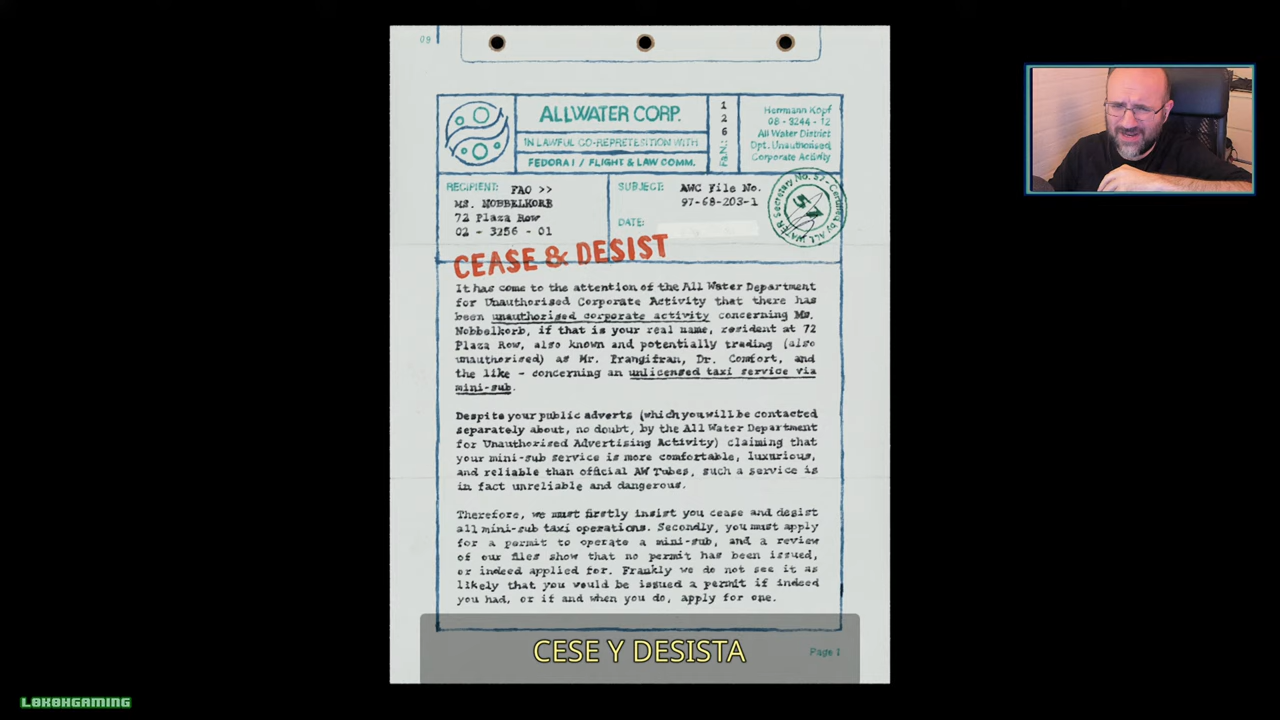 09
ALLWATER CORP.
IN LAWFUL CO-REPRETESITION WITH
FEDORA I / FLIGHT & LAW COMM.
1
2
6
Fa.N.:
Hermann Kopf
08 - 3244 - 12
All Water District
Dpt. Unauthorised
Corporate Activity
RECIPIENT: FAO >>
MS. NOBBELKORB
72 Plaza Row
02 - 3256 - 01
SUBJECT: AWC File No.
97-68-203-1
DATE:
Secretary No. 57 - Certified by ALL WATER
57
CEASE & DESIST
It has come to the attention of the All Water Department
for Unauthorised Corporate Activity that there has
been unauthorised corporate activity concerning Ms.
Nobbelkorb, if that is your real name, resident at 72
Plaza Row, also known and potentially trading (also
unauthorised) as Mr. Frangifran, Dr. Comfort, and
the like - concerning an unlicensed taxi service via
mini-sub.
Despite your public adverts (which you will be contacted
separately about, no doubt, by the All Water Department
for Unauthorised Advertising Activity) claiming that
your mini-sub service is more comfortable, luxurious,
and reliable than official AW Tubes, such a service is
in fact unreliable and dangerous.
Therefore, we must firstly insist you cease and desist
all mini-sub taxi operations. Secondly, you must apply
for a permit to operate a mini-sub, and a review
of our files show that no permit has been issued,
or indeed applied for. Frankly we do not see it as
likely that you would be issued a permit if indeed
you had, or if and when you do, apply for one.
CESE Y DESISTA
Page 1
L0K0XGAMING